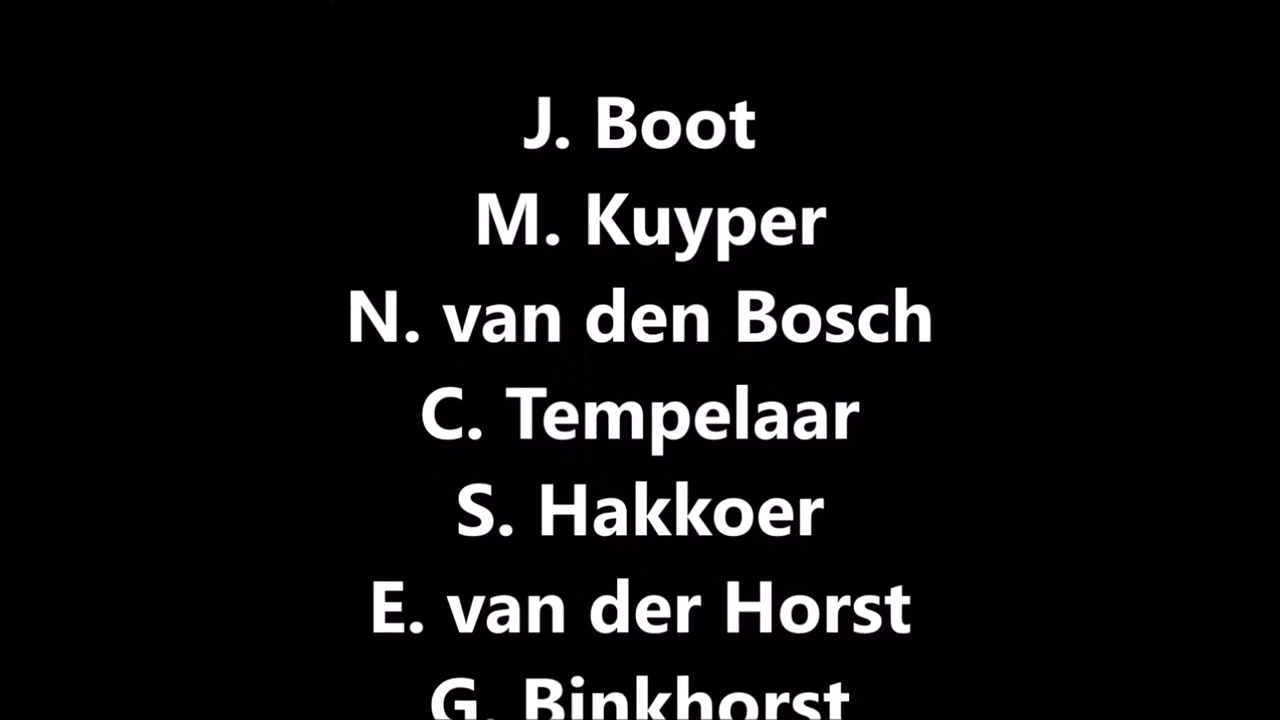 J. Boot
M. Kuyper
N. van den Bosch
C. Tempelaar
S. Hakkoer
E. van der Horst
G. Binkhorst